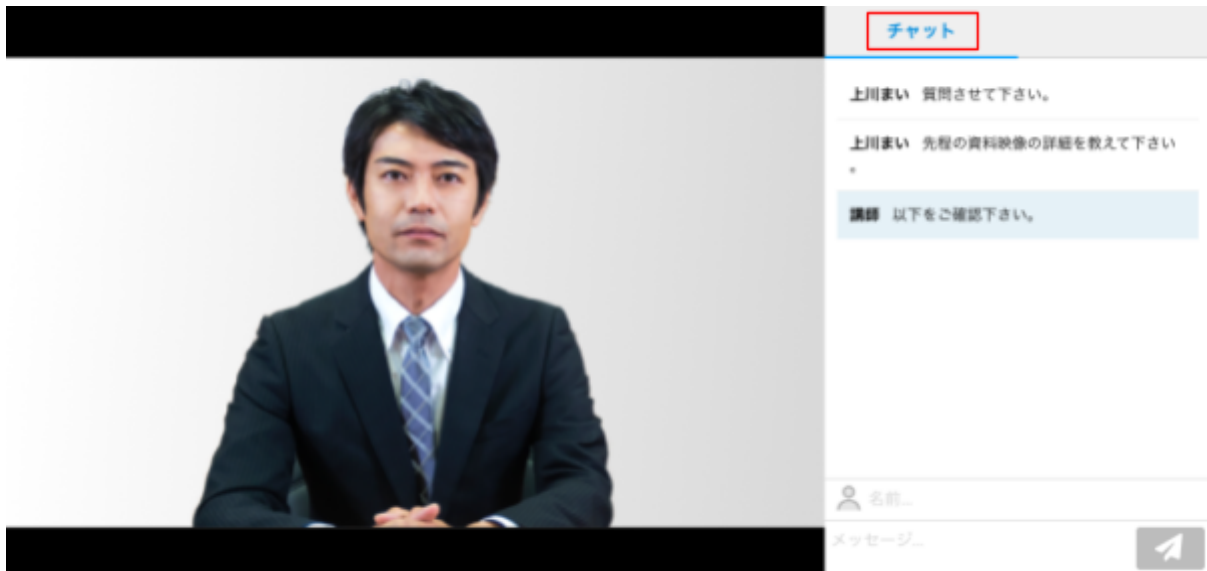 チャット
上川まい 質問させて下さい。
上川まい 先程の資料映像の詳細を教えて下さい
。
講師 以下をご確認下さい。
名前...
メッセージ...